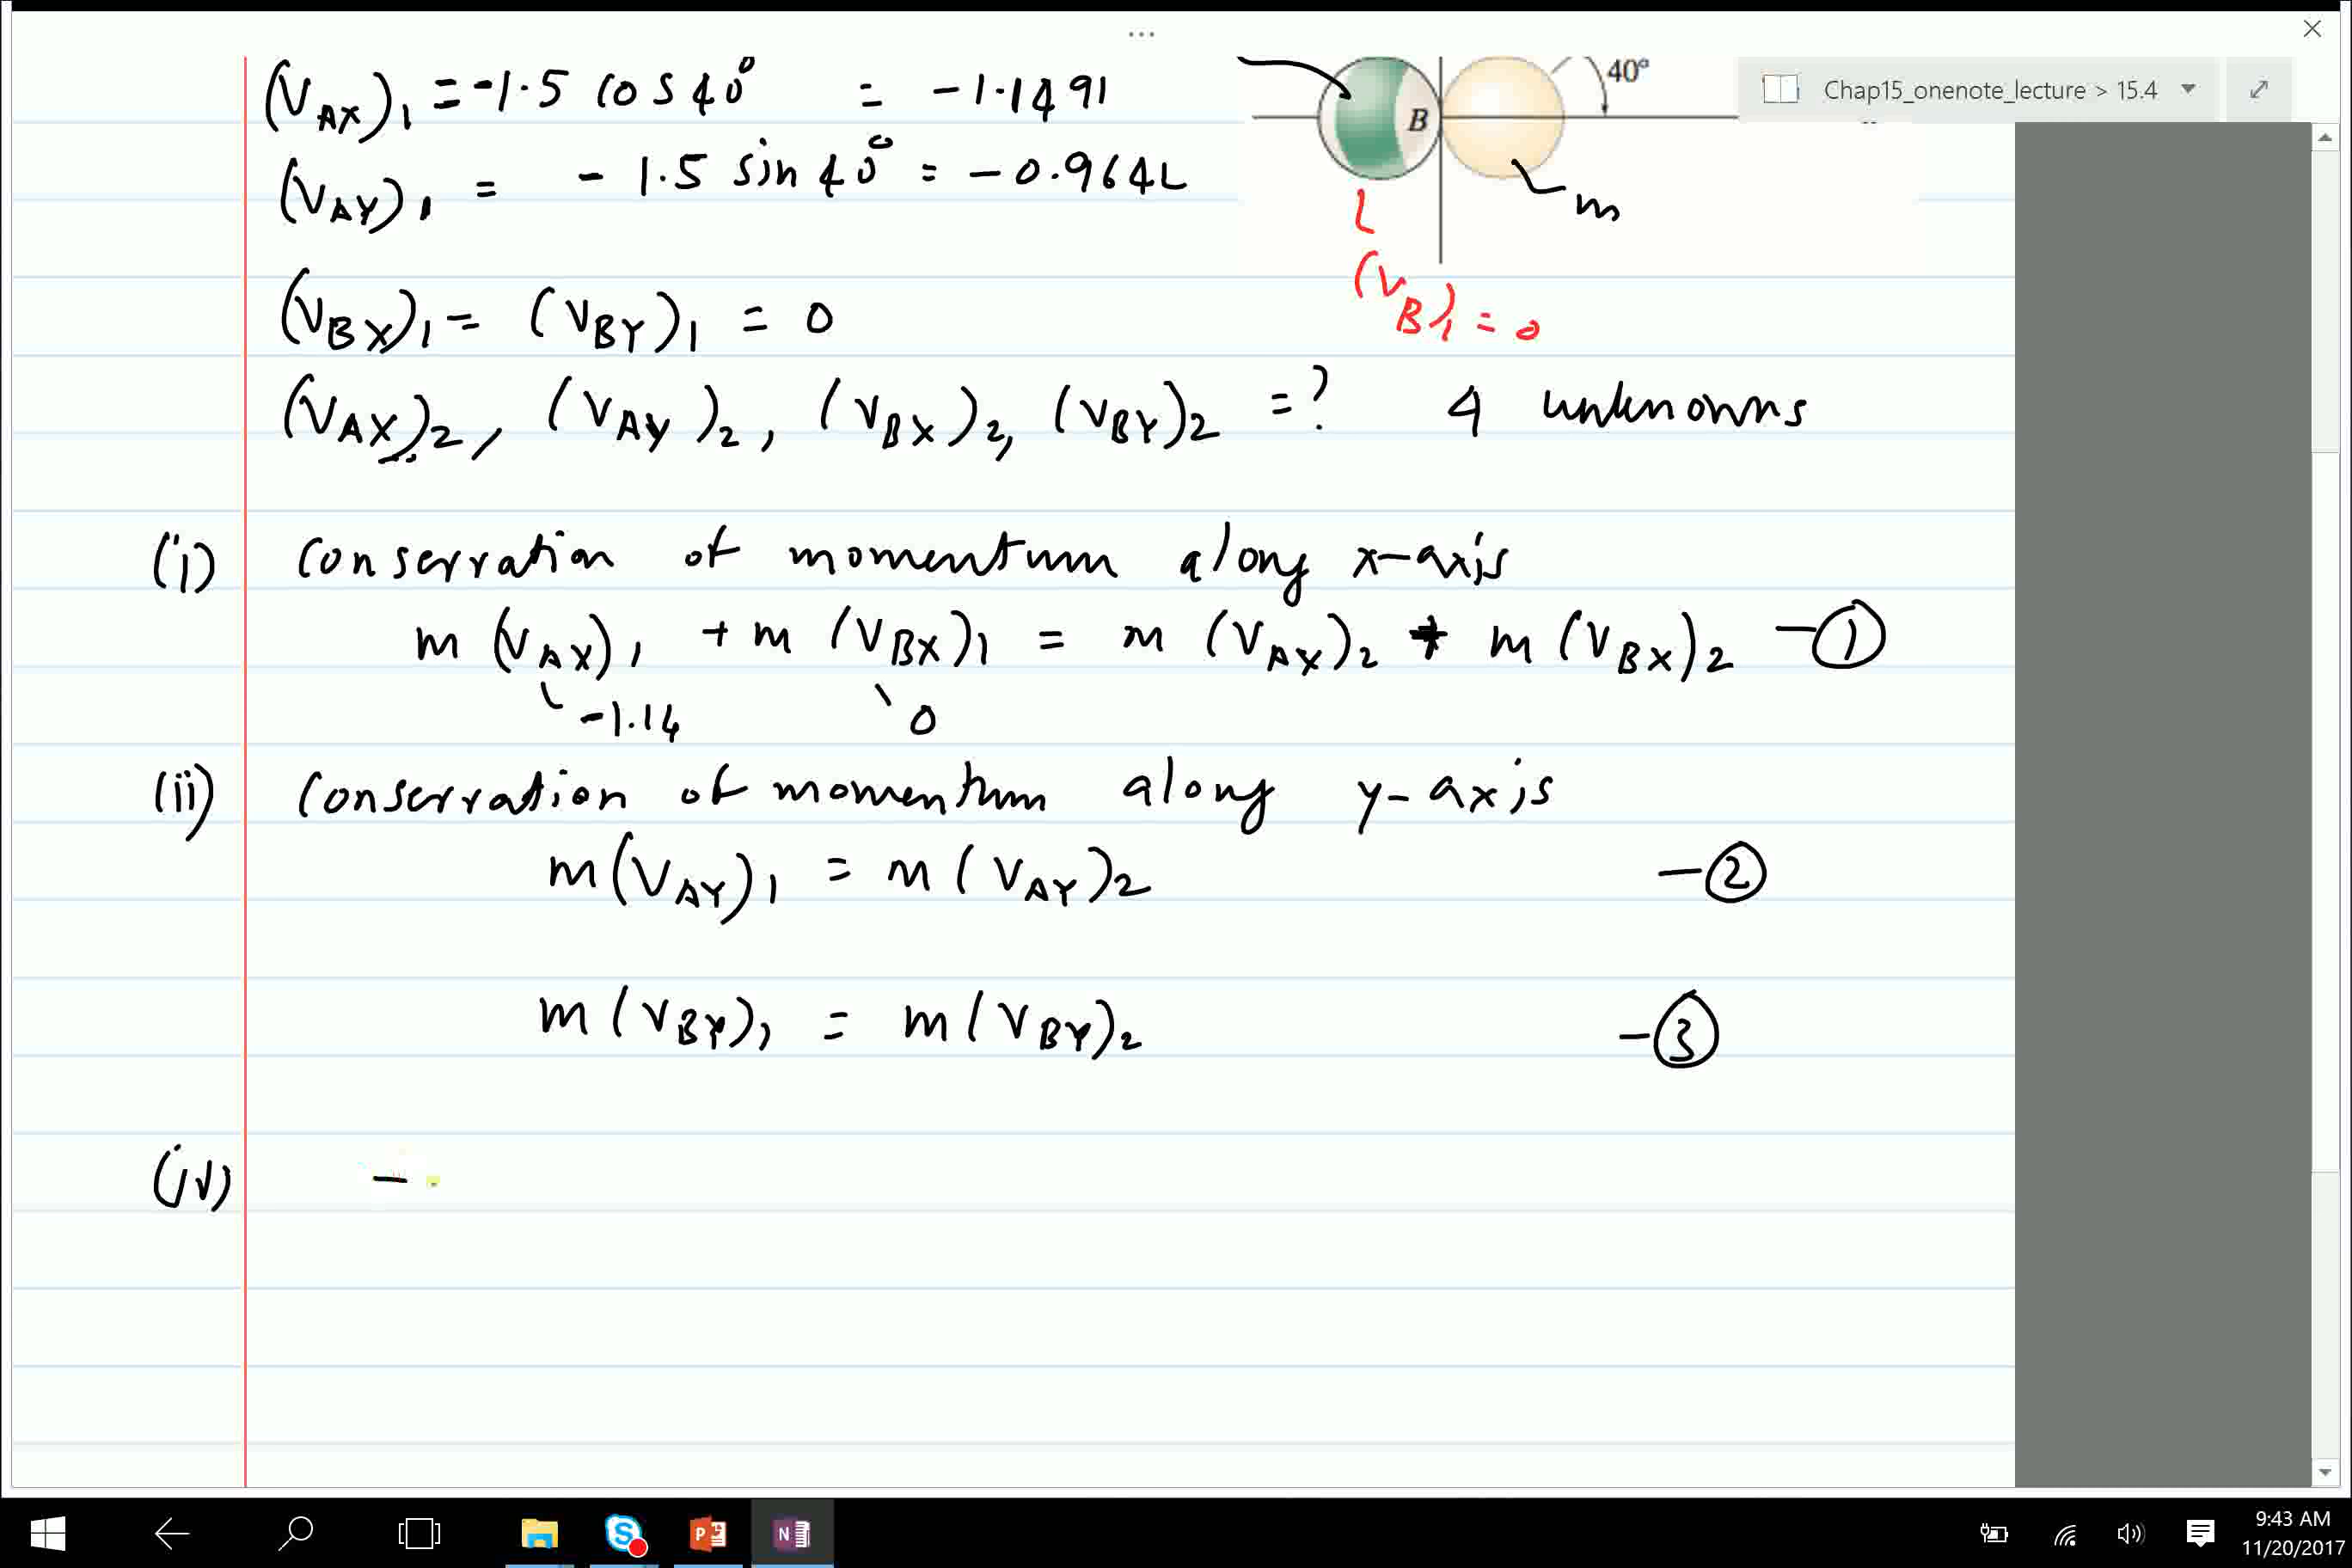 (VAX)1 = -1.5 cos 40° = -1.1491
40°
Chap15_onenote_lecture > 15.4
(VAY)1 = - 1.5 sin 40° = -0.9642
B
m
(VBX)1 = (VBY)1 = 0
(VB)1 = 0
(VAX)2, (VAY)2, (VBX)2, (VBY)2 = ? 4 unknowns
(i) Conservation of momentum along x-axis
m (VAX)1 + m (VBX)1 = m (VAX)2 + m (VBX)2 - ①
-1.14 0
(ii) Conservation of momentum along y-axis
m(VAY)1 = m(VAY)2 - ②
m(VBY)1 = m(VBY)2 - ③
(iv) -
9:43 AM
11/20/2017